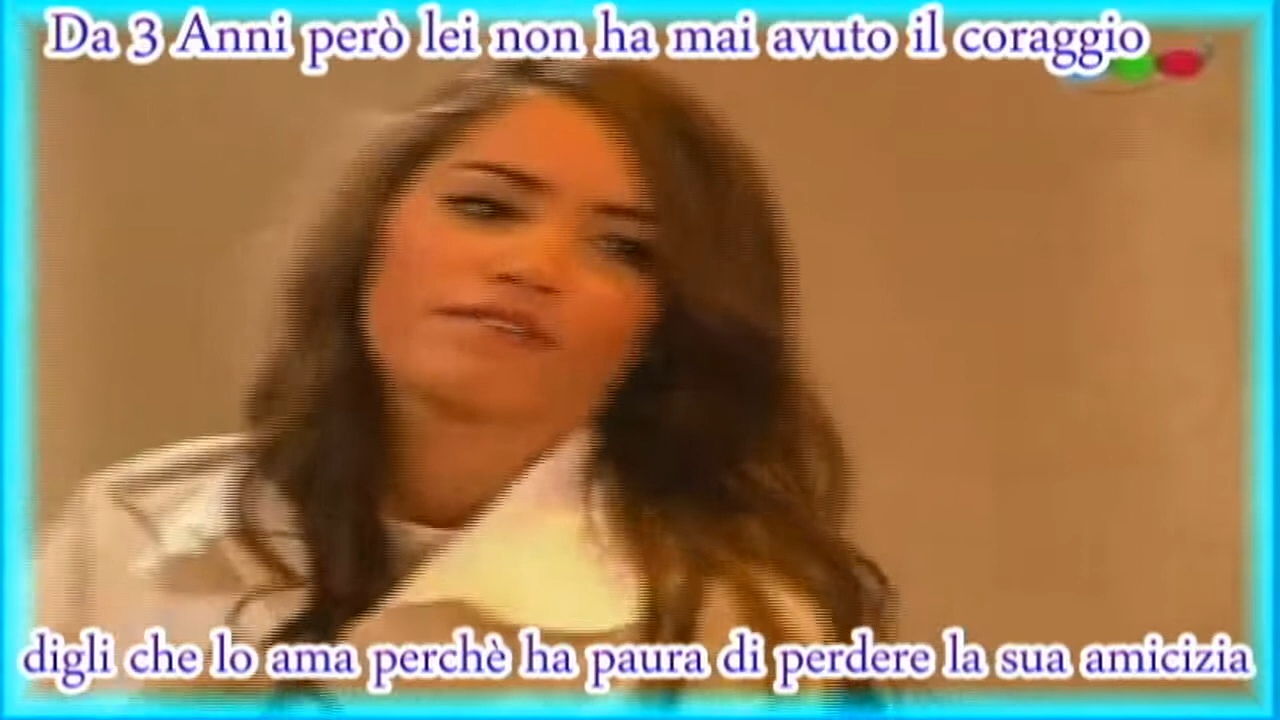 Da 3 Anni però lei non ha mai avuto il coraggio
digli che lo ama perchè ha paura di perdere la sua amicizia